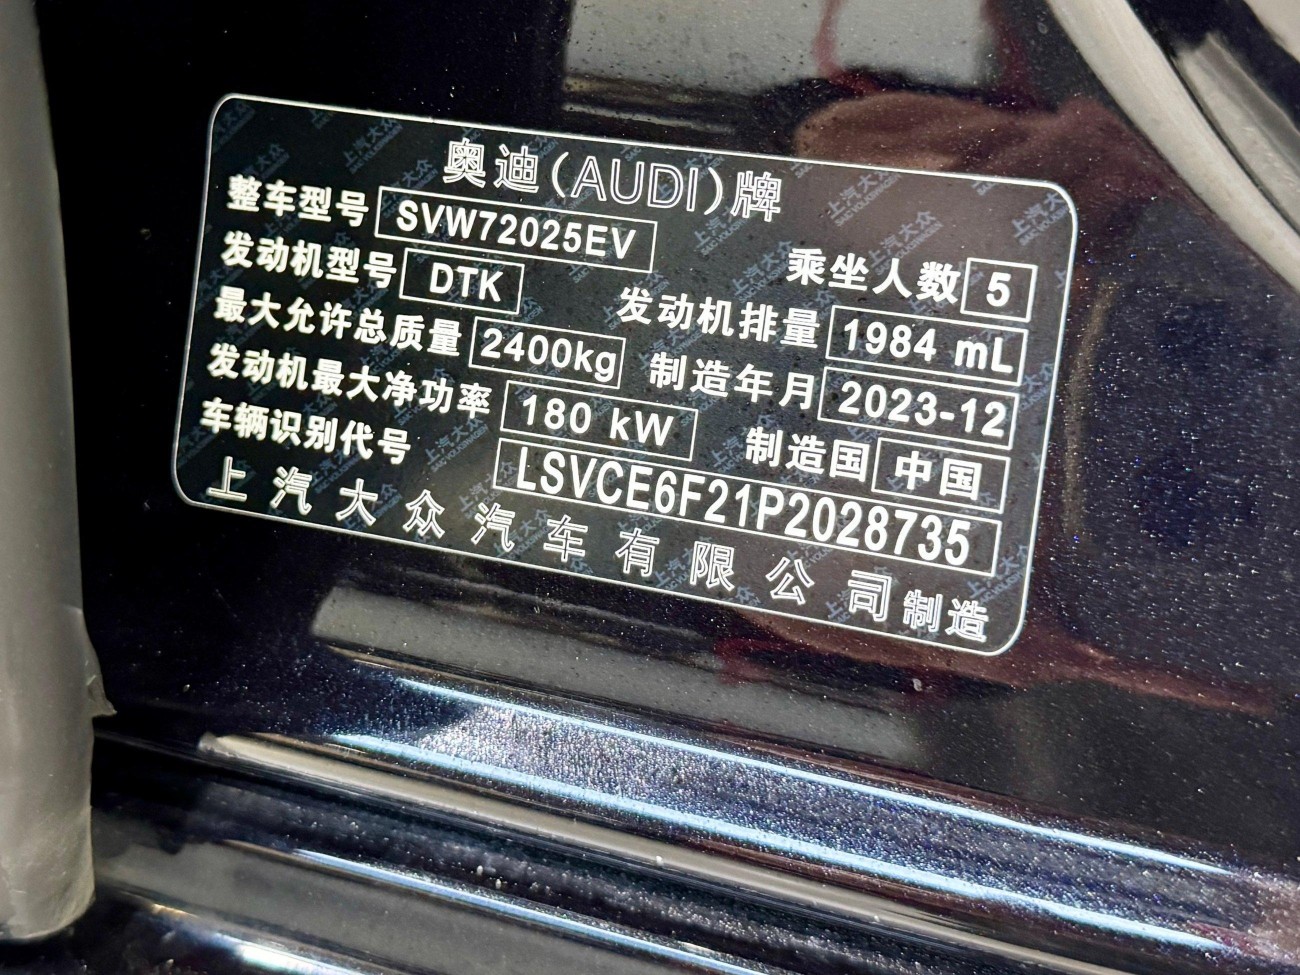 奥迪(AUDI)牌
整车型号 SVW72025EV 乘坐人数 5
发动机型号 DTK 发动机排量 1984 mL
最大允许总质量 2400kg 制造年月 2023-12
发动机最大净功率 180 kW 制造国 中国
车辆识别代号 LSVCE6F21P2028735
上汽大众汽车有限公司制造